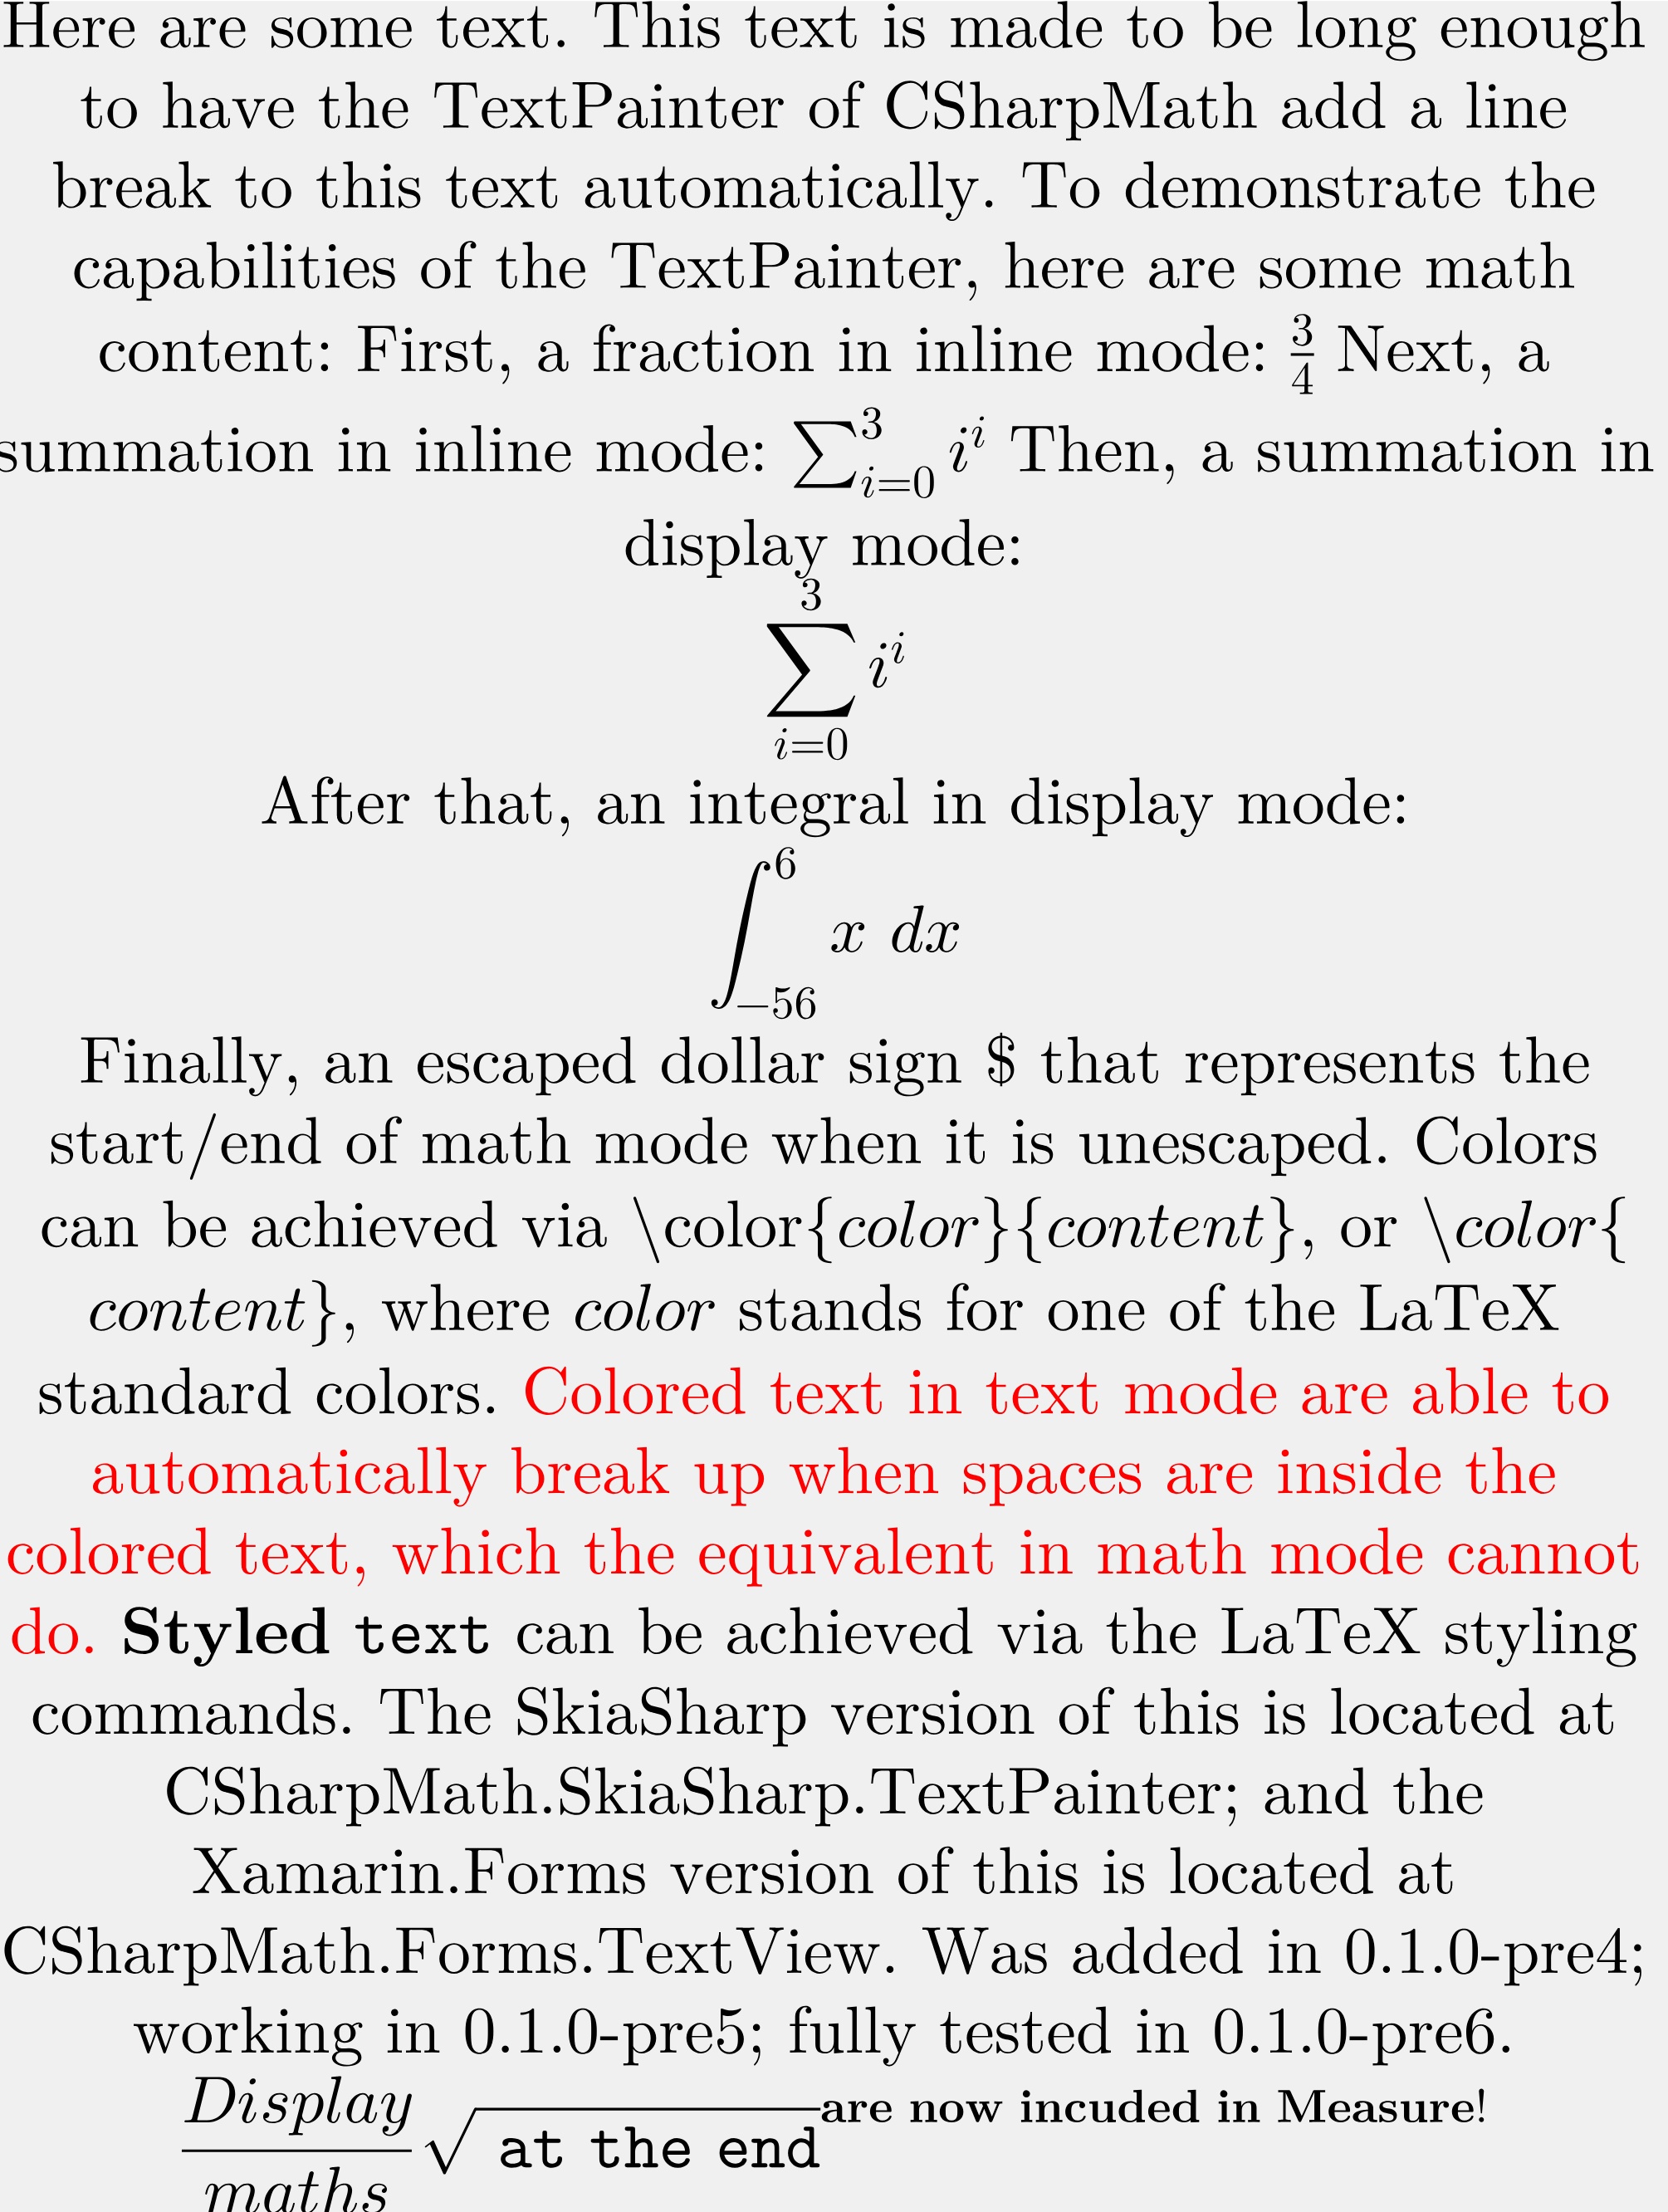 Here are some text. This text is made to be long enough
to have the TextPainter of CSharpMath add a line
break to this text automatically. To demonstrate the
capabilities of the TextPainter, here are some math
content: First, a fraction in inline mode: 3/4 Next, a
summation in inline mode: ∑_{i=0}^{3} i^i Then, a summation in
display mode:
∑_{i=0}^{3} i^i
After that, an integral in display mode:
∫_{−56}^{6} x dx
Finally, an escaped dollar sign $ that represents the
start/end of math mode when it is unescaped. Colors
can be achieved via \color{color}{content}, or \color{
content}, where color stands for one of the LaTeX
standard colors. Colored text in text mode are able to
automatically break up when spaces are inside the
colored text, which the equivalent in math mode cannot
do. Styled text can be achieved via the LaTeX styling
commands. The SkiaSharp version of this is located at
CSharpMath.SkiaSharp.TextPainter; and the
Xamarin.Forms version of this is located at
CSharpMath.Forms.TextView. Was added in 0.1.0-pre4;
working in 0.1.0-pre5; fully tested in 0.1.0-pre6.
Display/maths √at the end^{are now incuded in Measure!}